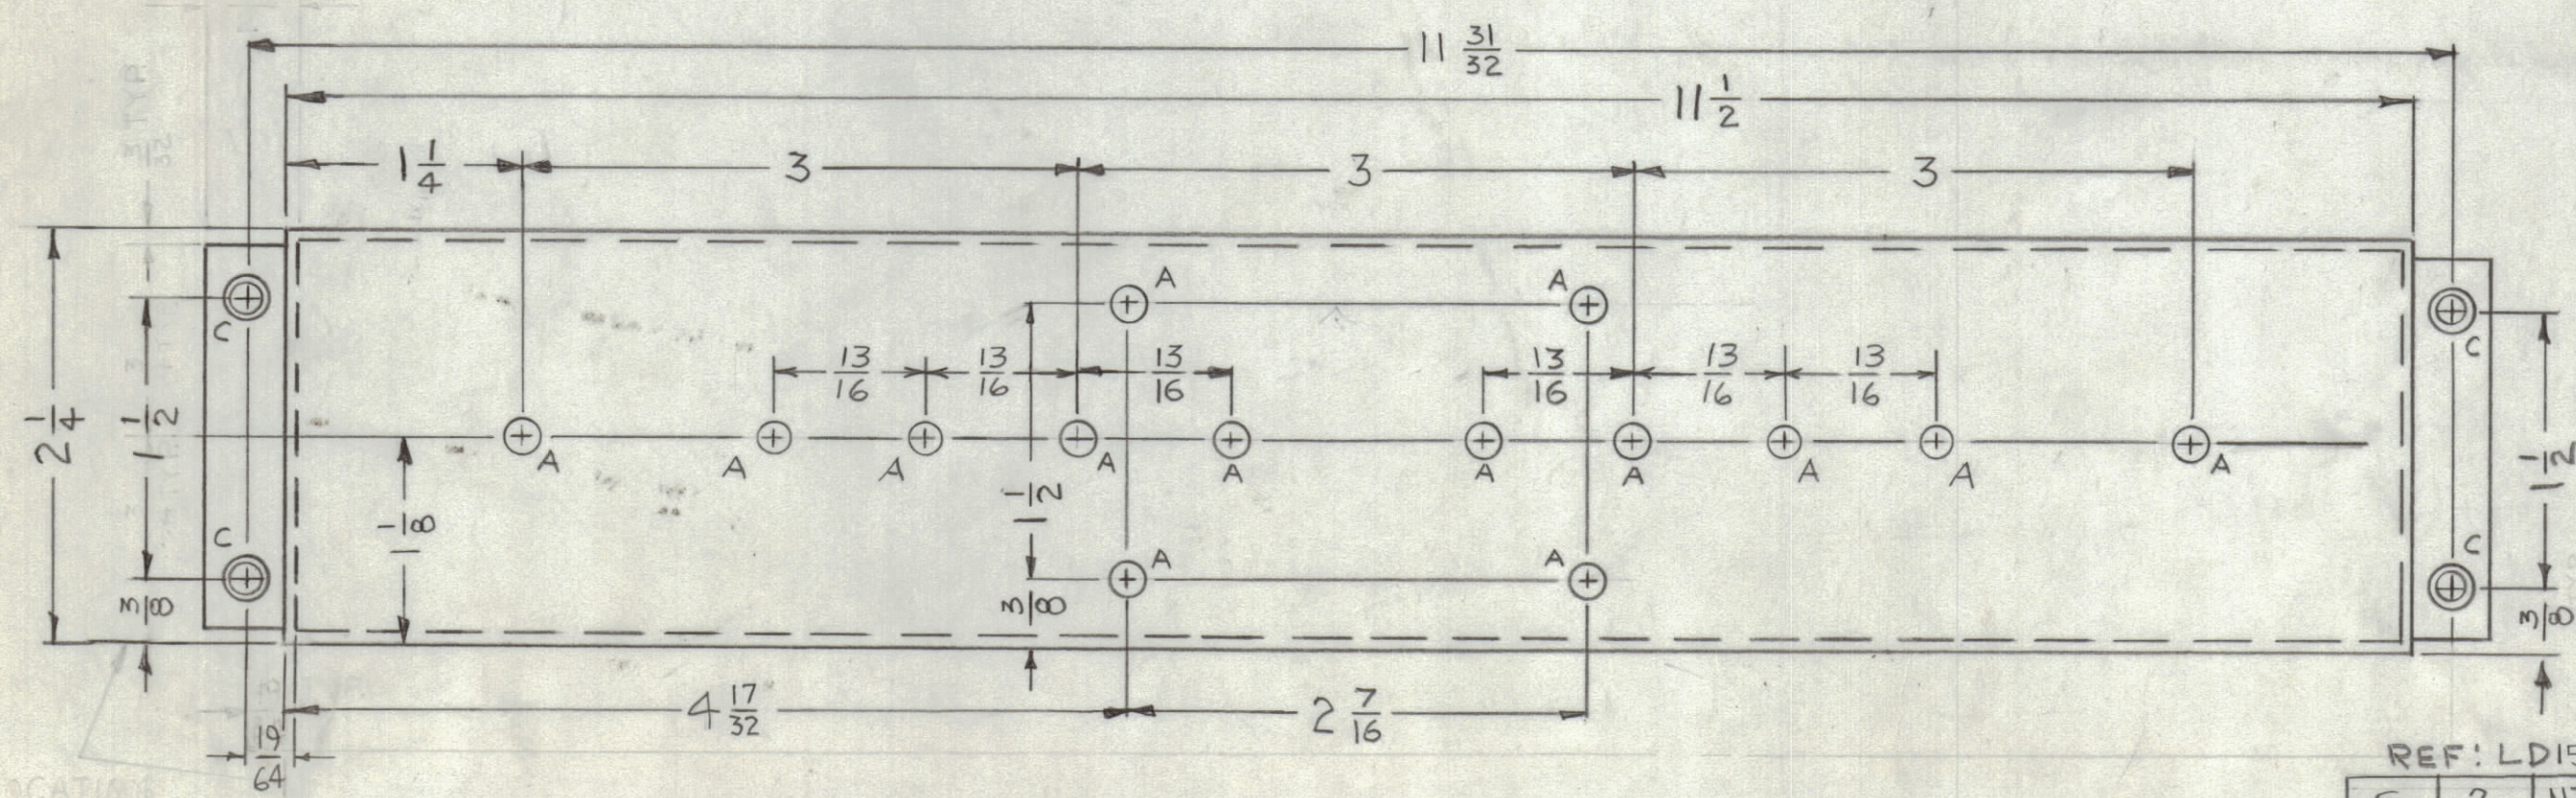 11 31/32
11 1/2
1 1/4 3 3 3
A A
C C
13/16 13/16 13/16 13/16 13/16 13/16
2 1/4 1 1/2 1 1/2
A A A A A A A A A A
1 1/8 1 1/2
C A A C
3/8 3/8 3/8
4 17/32 2 7/16
19/64
REF: LD15